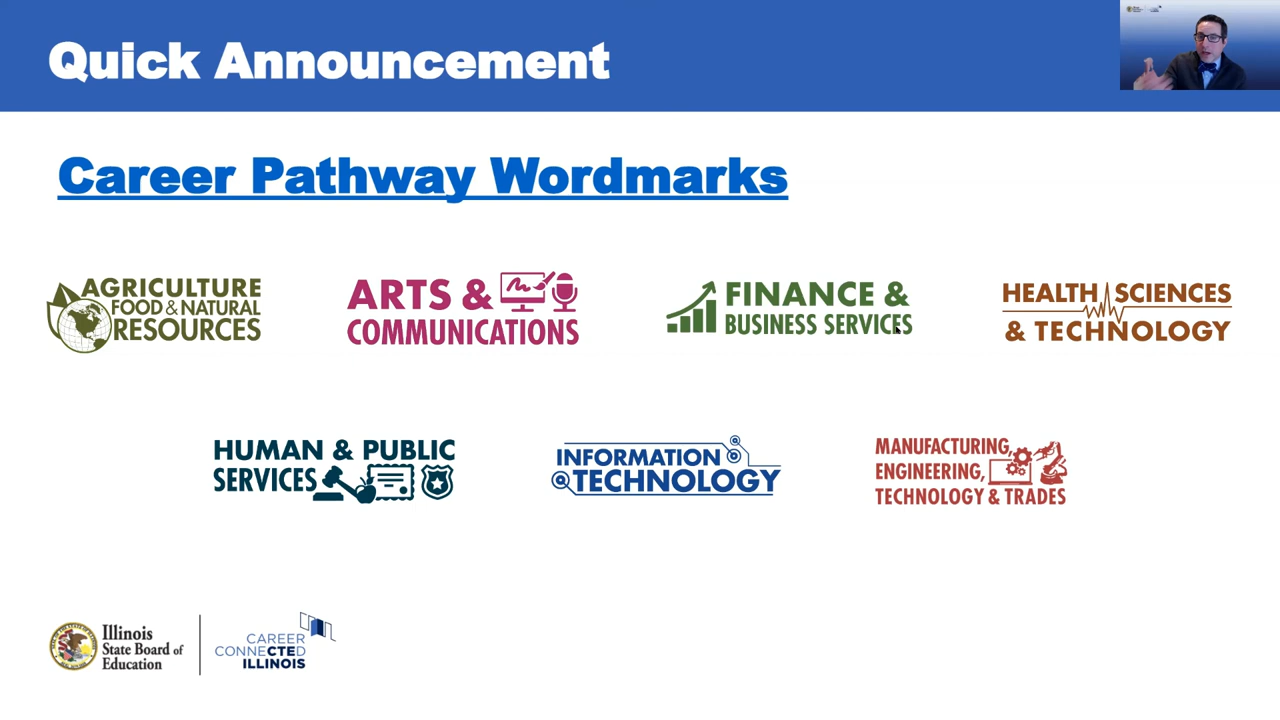 Quick Announcement
Career Pathway Wordmarks
AGRICULTURE
FOOD & NATURAL
RESOURCES
ARTS &
COMMUNICATIONS
FINANCE &
BUSINESS SERVICES
HEALTH SCIENCES
& TECHNOLOGY
HUMAN & PUBLIC
SERVICES
INFORMATION
TECHNOLOGY
MANUFACTURING,
ENGINEERING,
TECHNOLOGY & TRADES
Illinois
State Board of
Education
CAREER
CONNECTED
ILLINOIS